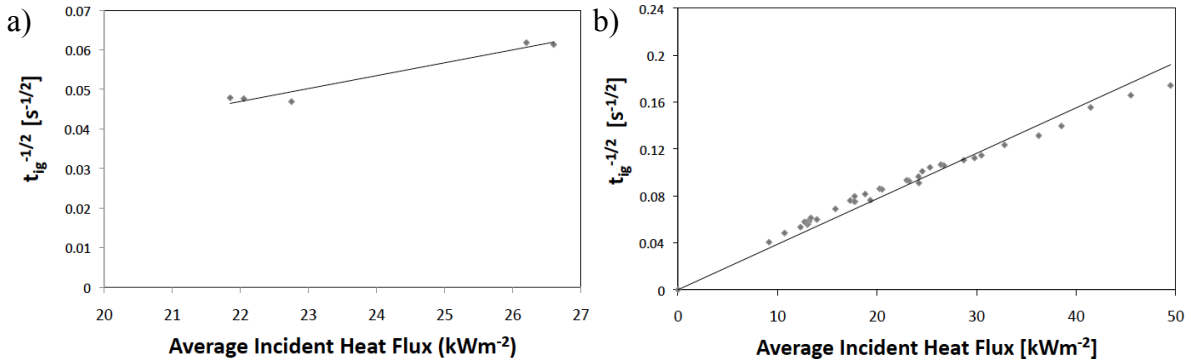 a)
0.07
0.06
0.05
0.04
0.03
0.02
0.01
0
t_ig^-1/2 [s^-1/2]
20 21 22 23 24 25 26 27
Average Incident Heat Flux (kWm^-2)
b)
0.24
0.2
0.16
0.12
0.08
0.04
0
t_ig^-1/2 [s^-1/2]
0 10 20 30 40 50
Average Incident Heat Flux [kWm^-2]